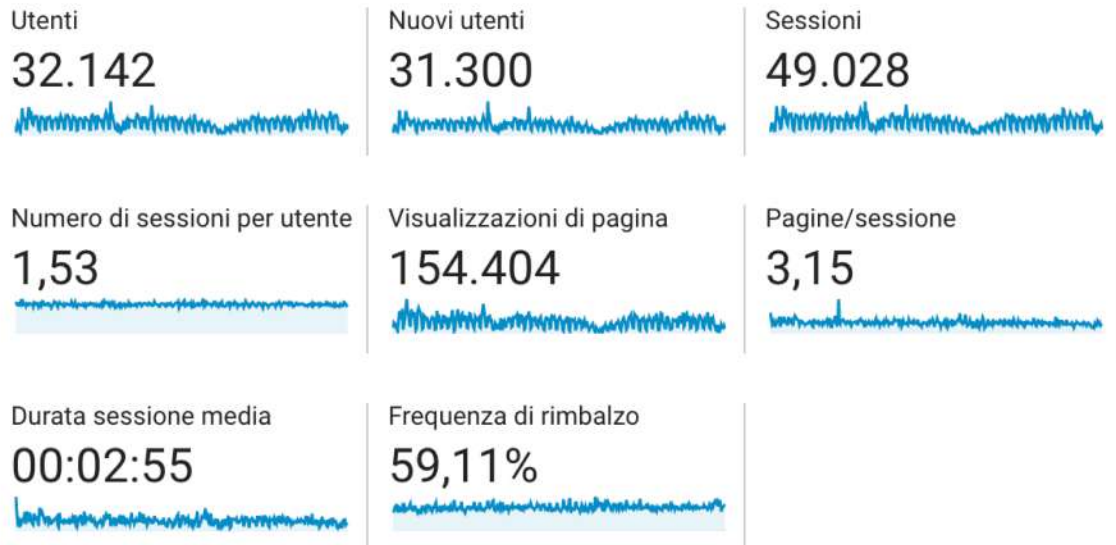 Utenti
32.142
Nuovi utenti
31.300
Sessioni
49.028
Numero di sessioni per utente
1,53
Visualizzazioni di pagina
154.404
Pagine/sessione
3,15
Durata sessione media
00:02:55
Frequenza di rimbalzo
59,11%